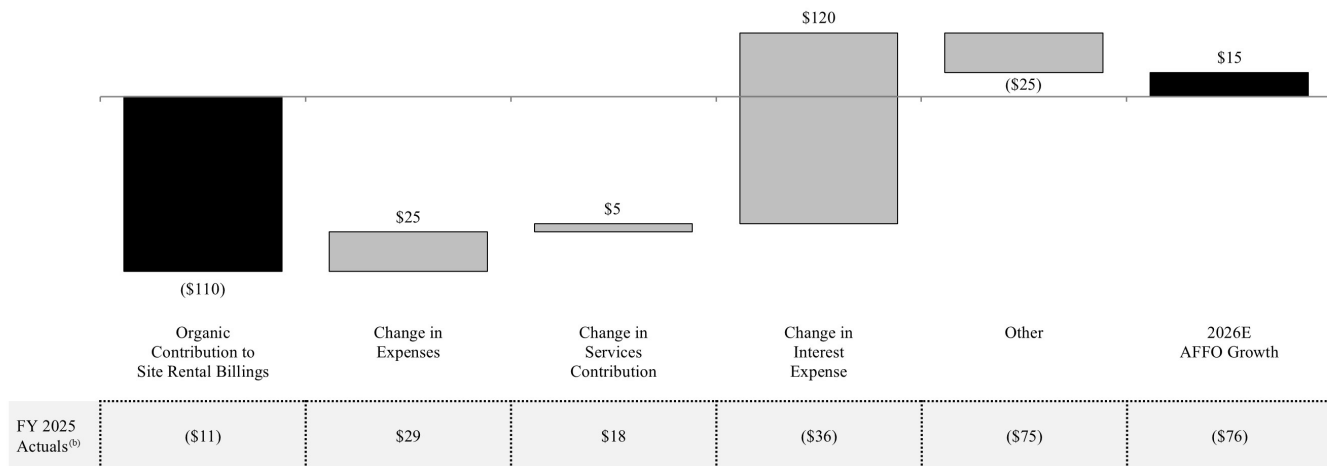 $120
$15
($25)
$5
$25
($110)
Organic
Contribution to
Site Rental Billings
Change in
Expenses
Change in
Services
Contribution
Change in
Interest
Expense
Other
2026E
AFFO Growth
FY 2025
Actuals(b)
($11)
$29
$18
($36)
($75)
($76)